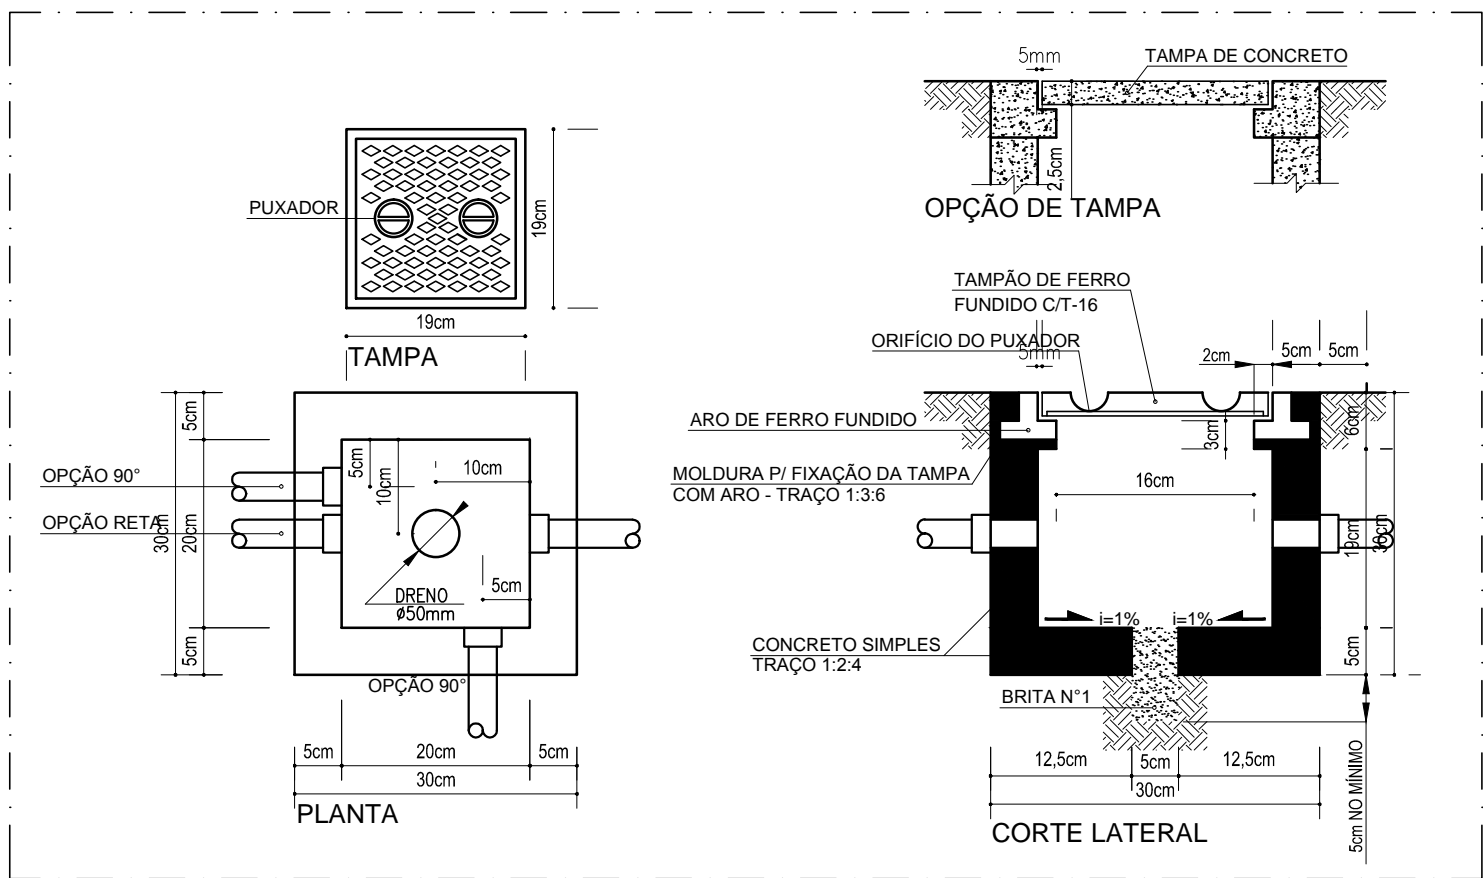 PUXADOR
19cm
19cm
TAMPA
5mm
TAMPA DE CONCRETO
2,5cm
OPÇÃO DE TAMPA
5cm
20cm
30cm
5cm
OPÇÃO 90°
OPÇÃO RETA
5cm
10cm
10cm
DRENO
ø50mm
5cm
OPÇÃO 90°
5cm
20cm
5cm
30cm
PLANTA
TAMPÃO DE FERRO
FUNDIDO C/T-16
ORIFÍCIO DO PUXADOR
5mm
2cm
5cm
5cm
ARO DE FERRO FUNDIDO
3cm
6cm
MOLDURA P/ FIXAÇÃO DA TAMPA
COM ARO - TRAÇO 1:3:6
16cm
19cm
30cm
i=1%
i=1%
CONCRETO SIMPLES
TRAÇO 1:2:4
5cm
BRITA N°1
12,5cm
5cm
12,5cm
30cm
5cm NO MÍNIMO
CORTE LATERAL